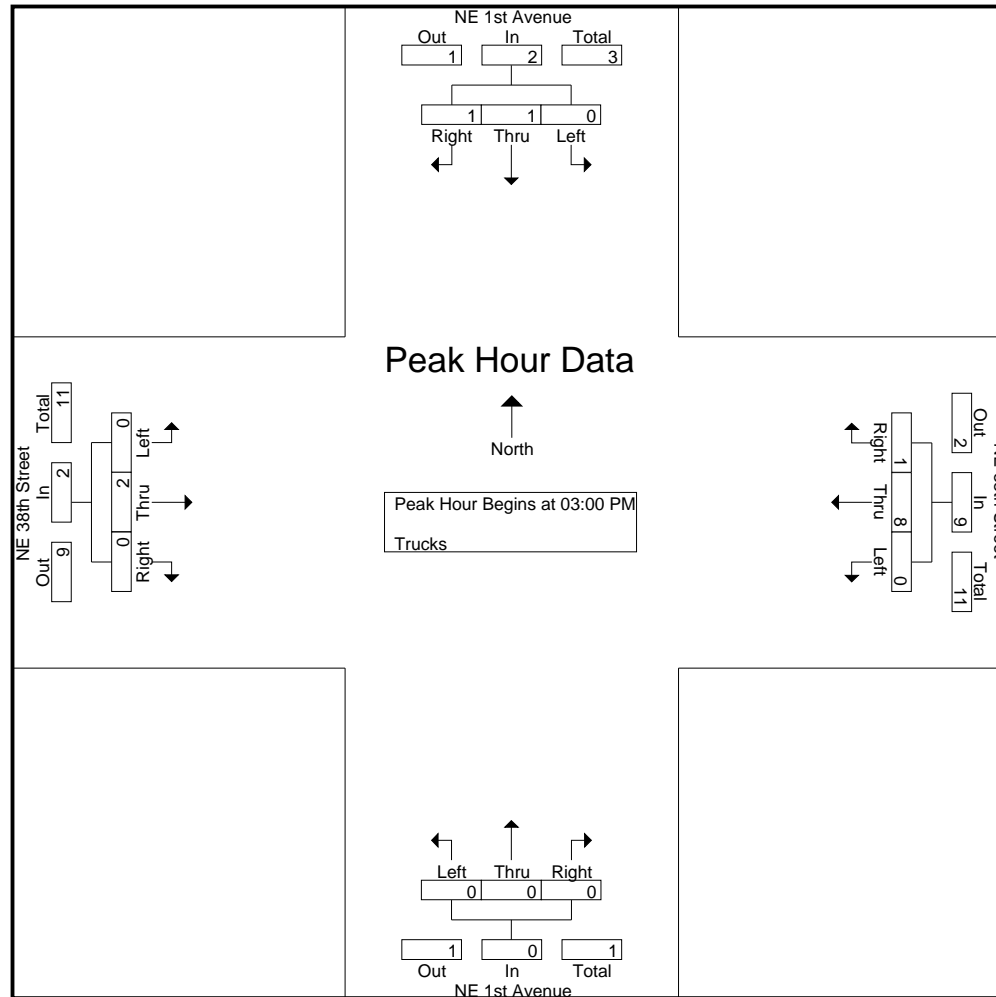 NE 1st Avenue
Out In Total
1 2 3
1 1 0
Right Thru Left
Peak Hour Data
North
Peak Hour Begins at 03:00 PM
Trucks
NE 38th Street
Total In Out
11 2 9
0 2 0
Left Thru Right
Right Thru Left
1 8 0
Out In Total
2 9 11
Left Thru Right
0 0 0
1 0 1
Out In Total
NE 1st Avenue